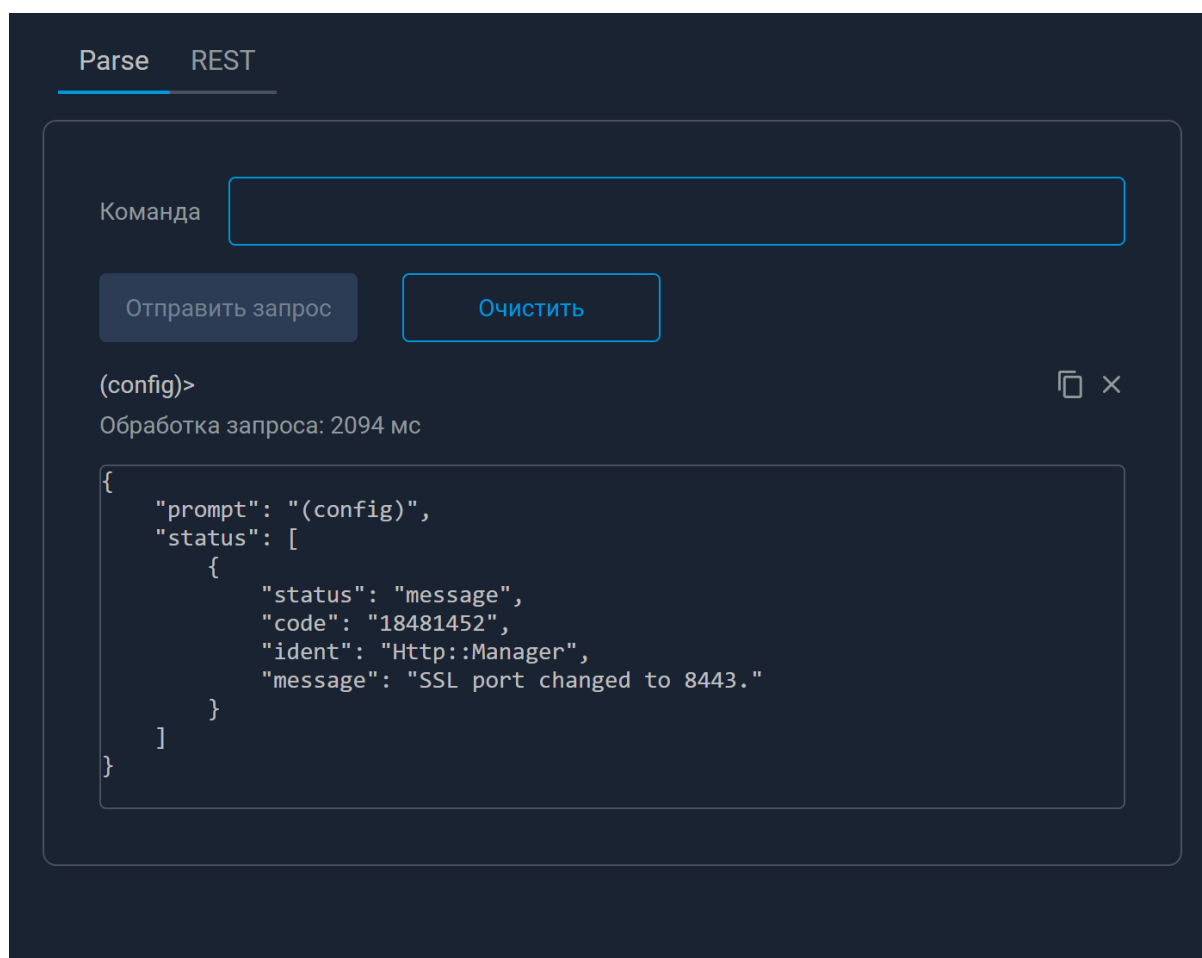 Parse REST
Команда
Отправить запрос Очистить
(config)>
Обработка запроса: 2094 мс
{
    "prompt": "(config)",
    "status": [
        {
            "status": "message",
            "code": "18481452",
            "ident": "Http::Manager",
            "message": "SSL port changed to 8443."
        }
    ]
}